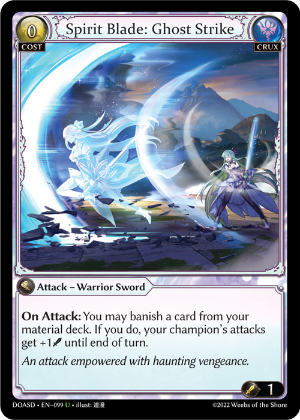 0
COST
Spirit Blade: Ghost Strike
CRUX
Attack – Warrior Sword
On Attack: You may banish a card from your
material deck. If you do, your champion's attacks
get +1 until end of turn.
An attack empowered with haunting vengeance.
1
DOASD • EN-099 U • illust:
©2022 Weebs of the Shore